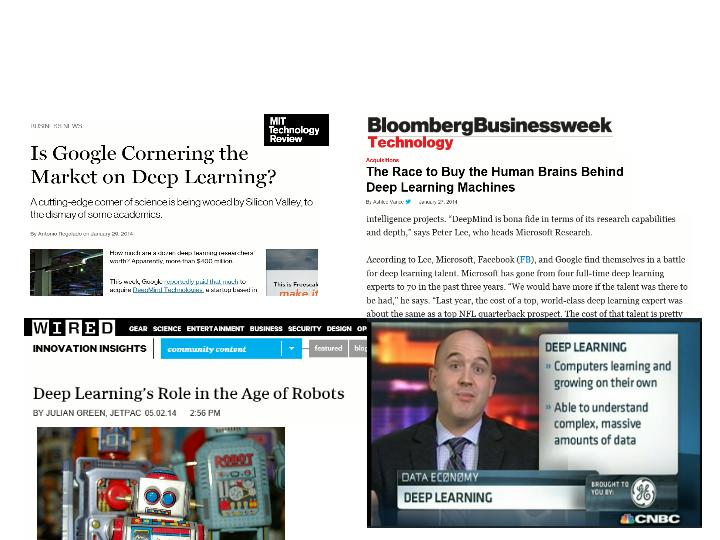 BUSINESS NEWS
MIT
Technology
Review
Is Google Cornering the
Market on Deep Learning?
A cutting-edge corner of science is being wooed by Silicon Valley, to
the dismay of some academics.
By Antonio Regalado on January 29, 2014
How much are a dozen deep learning researchers
worth? Apparently, more than $400 million.
This week, Google reportedly paid that much to
acquire DeepMind Technologies, a startup based in
This is Freescale
make it
BloombergBusinessweek
Technology
Acquisitions
The Race to Buy the Human Brains Behind
Deep Learning Machines
By Ashlee Vance January 27, 2014
intelligence projects. “DeepMind is bona fide in terms of its research capabilities
and depth,” says Peter Lee, who heads Microsoft Research.
According to Lee, Microsoft, Facebook (FB), and Google find themselves in a battle
for deep learning talent. Microsoft has gone from four full-time deep learning
experts to 70 in the past three years. “We would have more if the talent was there to
be had,” he says. “Last year, the cost of a top, world-class deep learning expert was
about the same as a top NFL quarterback prospect. The cost of that talent is pretty
WIRED
GEAR SCIENCE ENTERTAINMENT BUSINESS SECURITY DESIGN OP
INNOVATION INSIGHTS
community content
featured
blog
Deep Learning’s Role in the Age of Robots
BY JULIAN GREEN, JETPAC 05.02.14 2:56 PM
ROBOT
DEEP LEARNING
» Computers learning and
growing on their own
» Able to understand
complex, massive
amounts of data
DATA ECONOMY
DEEP LEARNING
BROUGHT TO
YOU BY:
GE
CNBC